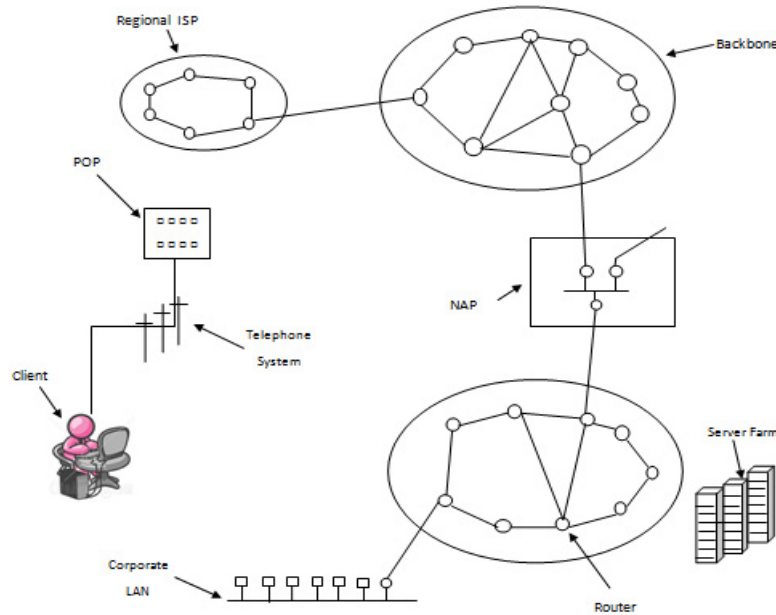 Regional ISP
Backbone
POP
NAP
Telephone
System
Client
Server Farm
Corporate
LAN
Router